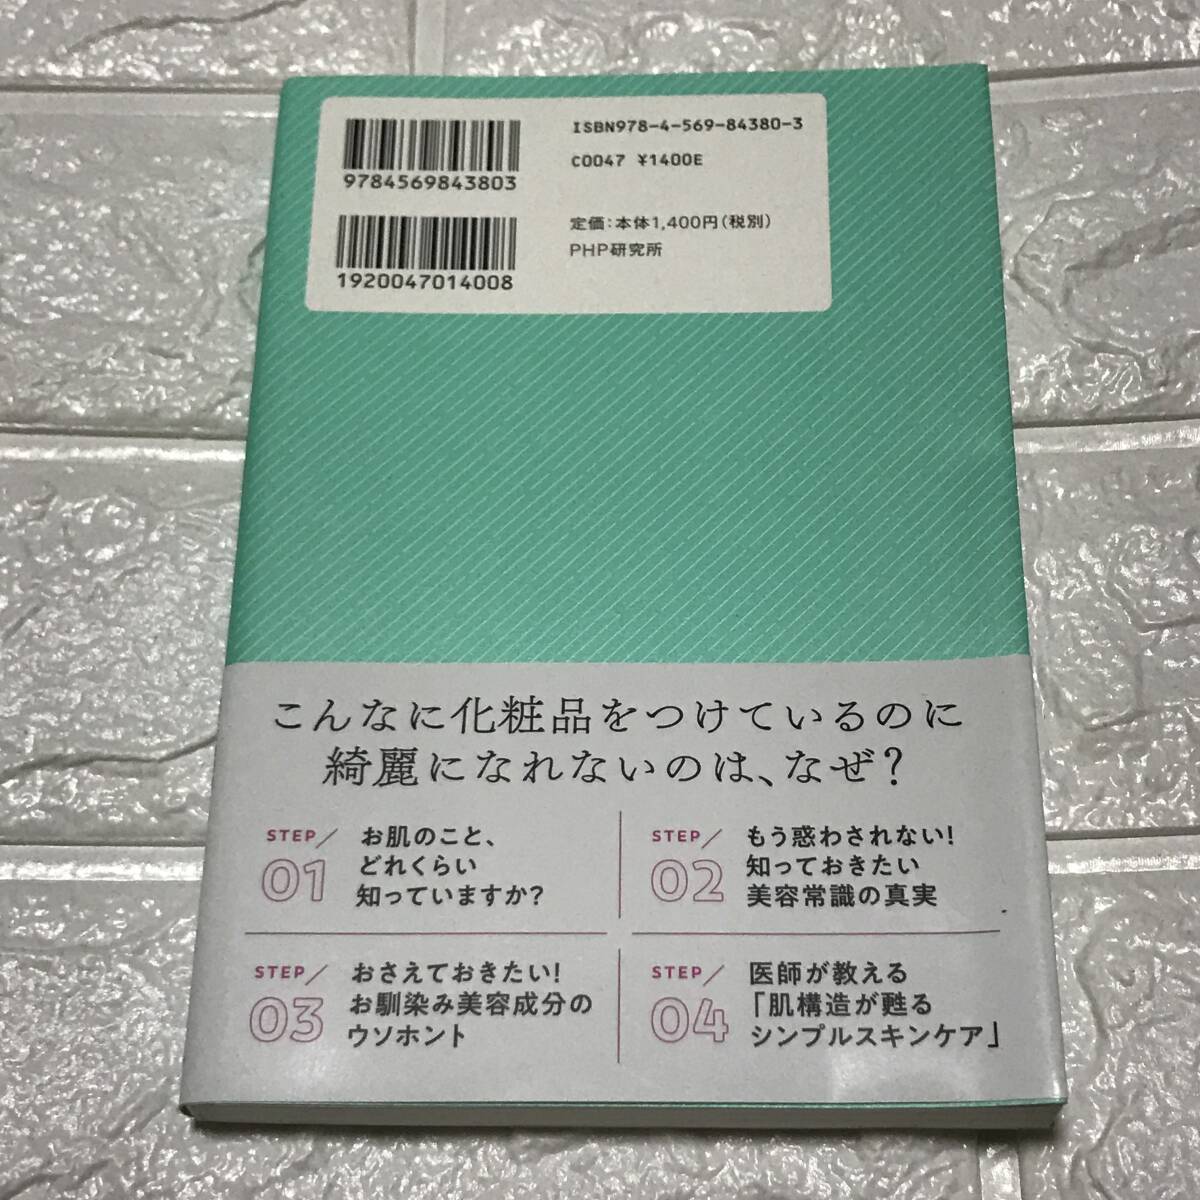 ISBN978-4-569-84380-3
C0047 ¥1400E
9784569843803
定価：本体1,400円（税別）
PHP研究所
1920047014008
こんなに化粧品をつけているのに
綺麗になれないのは、なぜ？
STEP／
01
お肌のこと、
どれくらい
知っていますか？
STEP／
02
もう惑わされない！
知っておきたい
美容常識の真実
STEP／
03
おさえておきたい！
お馴染み美容成分の
ウソホント
STEP／
04
医師が教える
「肌構造が甦る
シンプルスキンケア」